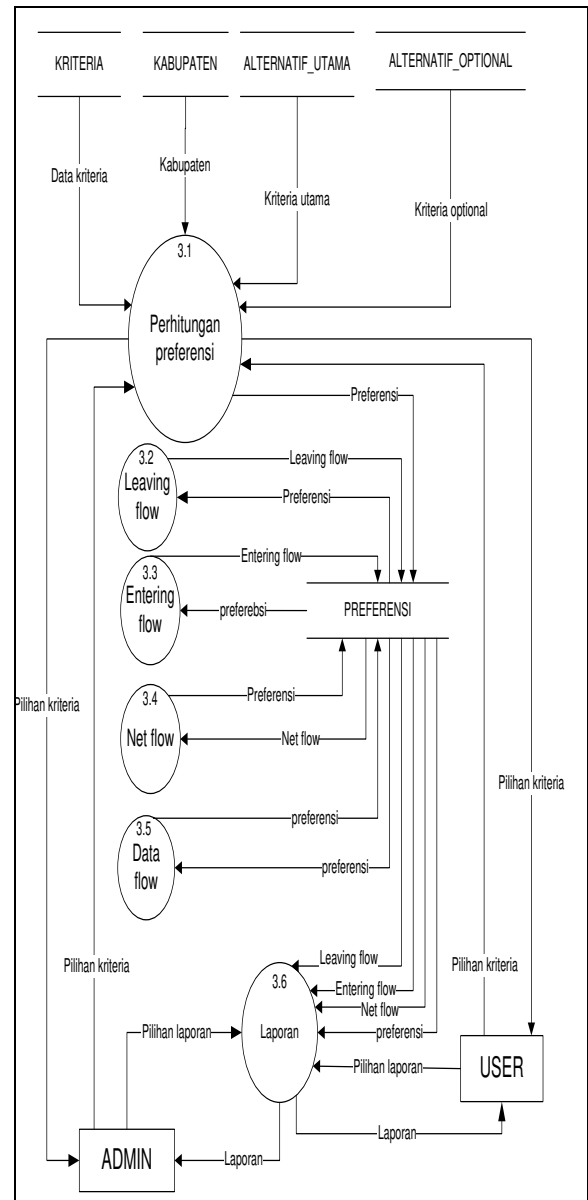 KRITERIA
KABUPATEN
ALTERNATIF_UTAMA
ALTERNATIF_OPTIONAL
Data kriteria
Kabupaten
Kriteria utama
Kriteria optional
3.1
Perhitungan
preferensi
Preferensi
3.2
Leaving
flow
Leaving flow
Preferensi
3.3
Entering
flow
Entering flow
preferebsi
PREFERENSI
3.4
Net flow
Preferensi
Net flow
Pilihan kriteria
Pilihan kriteria
3.5
Data
flow
preferensi
preferensi
Pilihan kriteria
Pilihan kriteria
3.6
Laporan
Leaving flow
Entering flow
Net flow
preferensi
Pilihan laporan
Pilihan laporan
USER
ADMIN
Laporan
Laporan